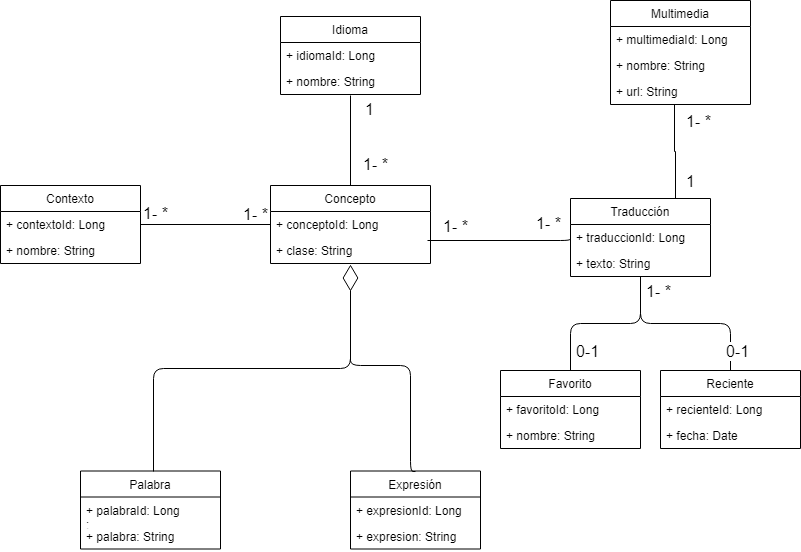 Idioma
+ idiomaId: Long
+ nombre: String
1
1- *
Multimedia
+ multimediaId: Long
+ nombre: String
+ url: String
1- *
1
Contexto
+ contextoId: Long
+ nombre: String
1- *
1- *
Concepto
+ conceptoId: Long
+ clase: String
1- *
1- *
Traducción
+ traduccionId: Long
+ texto: String
1- *
0-1
0-1
Favorito
+ favoritoId: Long
+ nombre: String
Reciente
+ recienteId: Long
+ fecha: Date
Palabra
+ palabraId: Long
+ palabra: String
Expresión
+ expresionId: Long
+ expresion: String